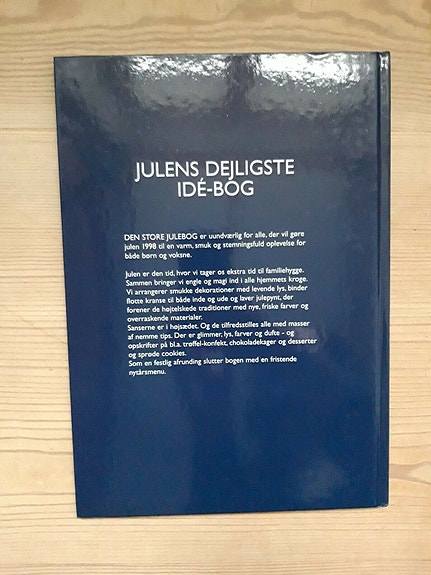 JULENS DEJLIGSTE
IDÉ-BOG
DEN STORE JULEBOG er uundværlig for alle, der vil gøre
julen 1998 til en varm, smuk og stemningsfuld oplevelse for
både børn og voksne.
Julen er den tid, hvor vi tager os ekstra tid til familiehygge.
Sammen bringer vi engle og magi ind i alle hjemmets kroge.
Vi arrangerer smukke dekorationer med levende lys, binder
flotte kranse til både inde og ude og laver julepynt, der
forener de højtelskede traditioner med nye, friske farver og
overraskende materialer.
Sanserne er i højsædet. Og de tilfredsstilles alle med masser
af nemme tips. Der er glimmer, lys, farver og dufte - og
opskrifter på bl.a. trøffel-konfekt, chokoladekager og desserter
og sprøde cookies.
Som en festlig afrunding slutter bogen med en fristende
nytårsmenu.